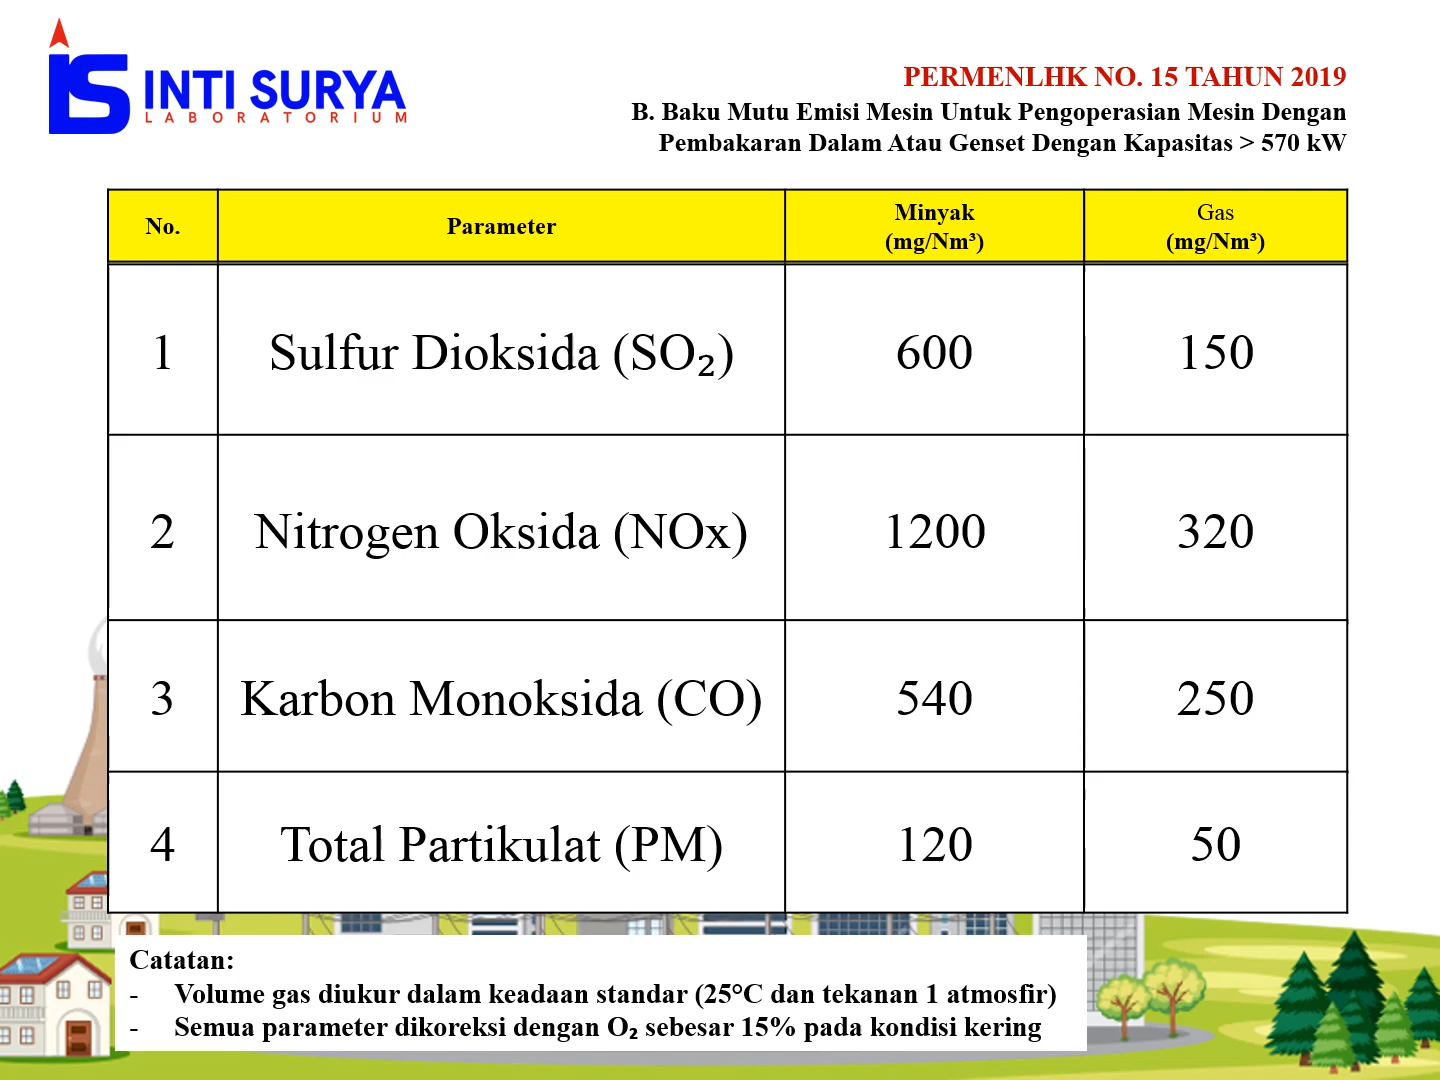 IS INTI SURYA
LABORATORIUM
PERMENLHK NO. 15 TAHUN 2019
B. Baku Mutu Emisi Mesin Untuk Pengoperasian Mesin Dengan
Pembakaran Dalam Atau Genset Dengan Kapasitas > 570 kW
No. Parameter Minyak (mg/Nm³) Gas (mg/Nm³)
1 Sulfur Dioksida (SO₂) 600 150
2 Nitrogen Oksida (NOx) 1200 320
3 Karbon Monoksida (CO) 540 250
4 Total Partikulat (PM) 120 50
Catatan:
- Volume gas diukur dalam keadaan standar (25°C dan tekanan 1 atmosfir)
- Semua parameter dikoreksi dengan O₂ sebesar 15% pada kondisi kering